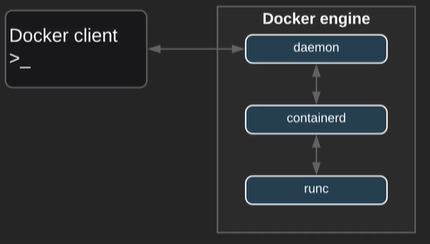 Docker client
>_
Docker engine
daemon
containerd
runc